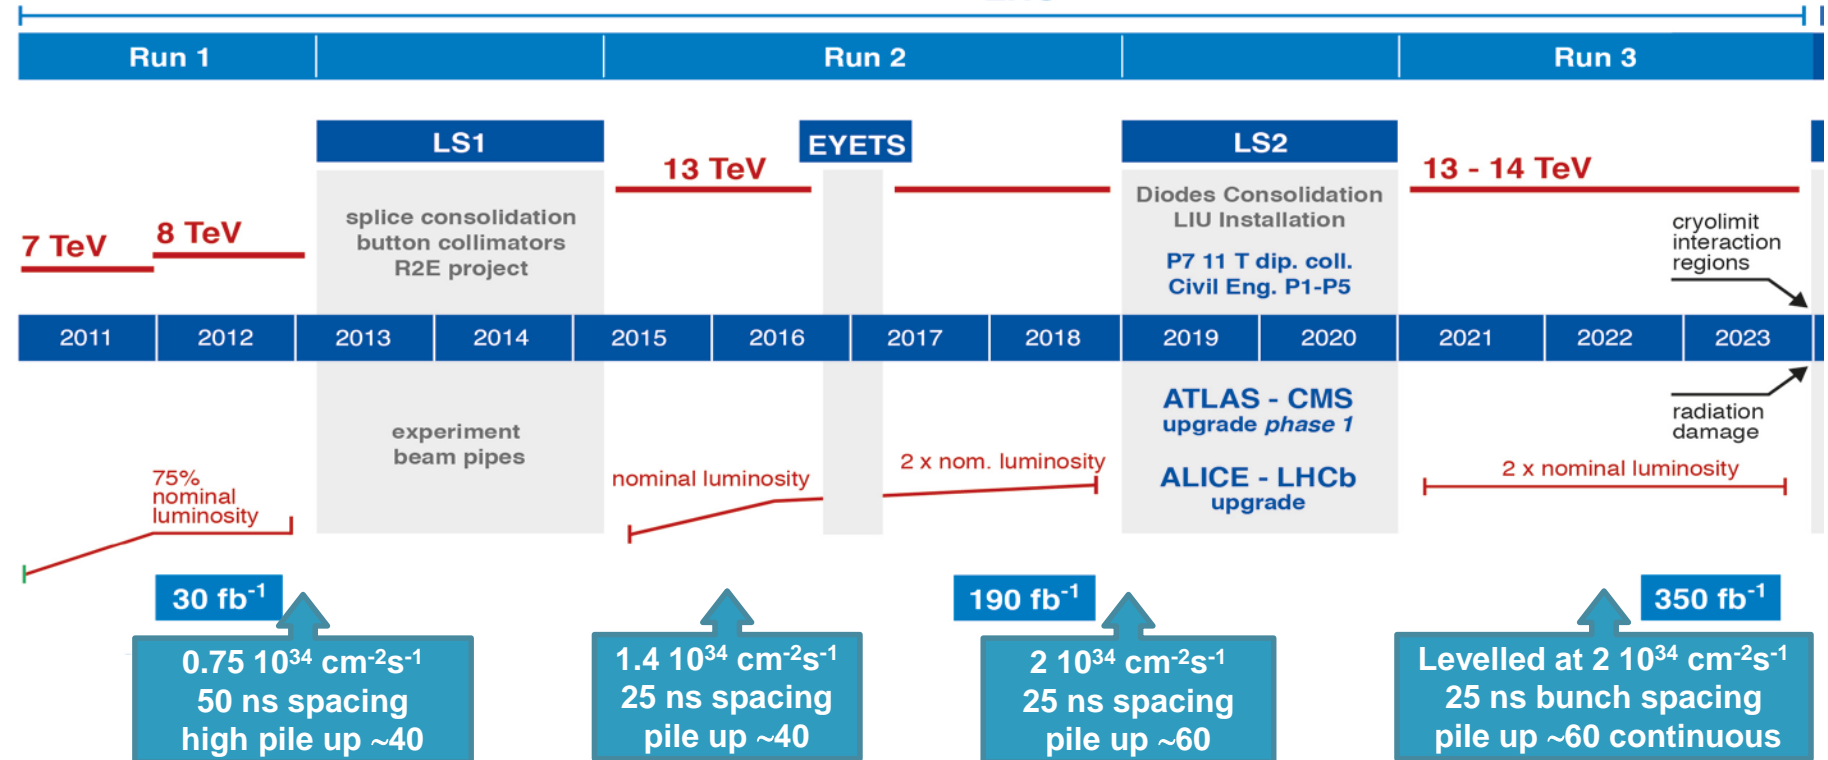 Run 1
Run 2
Run 3
LS1
EYETS
LS2
13 TeV
13 - 14 TeV
7 TeV
8 TeV
splice consolidation
button collimators
R2E project
Diodes Consolidation
LIU Installation
P7 11 T dip. coll.
Civil Eng. P1-P5
cryolimit
interaction
regions
2011
2012
2013
2014
2015
2016
2017
2018
2019
2020
2021
2022
2023
experiment
beam pipes
ATLAS - CMS
upgrade phase 1
ALICE - LHCb
upgrade
radiation
damage
75%
nominal
luminosity
nominal luminosity
2 x nom. luminosity
2 x nominal luminosity
30 fb⁻¹
190 fb⁻¹
350 fb⁻¹
0.75 10³⁴ cm⁻²s⁻¹
50 ns spacing
high pile up ~40
1.4 10³⁴ cm⁻²s⁻¹
25 ns spacing
pile up ~40
2 10³⁴ cm⁻²s⁻¹
25 ns spacing
pile up ~60
Levelled at 2 10³⁴ cm⁻²s⁻¹
25 ns bunch spacing
pile up ~60 continuous